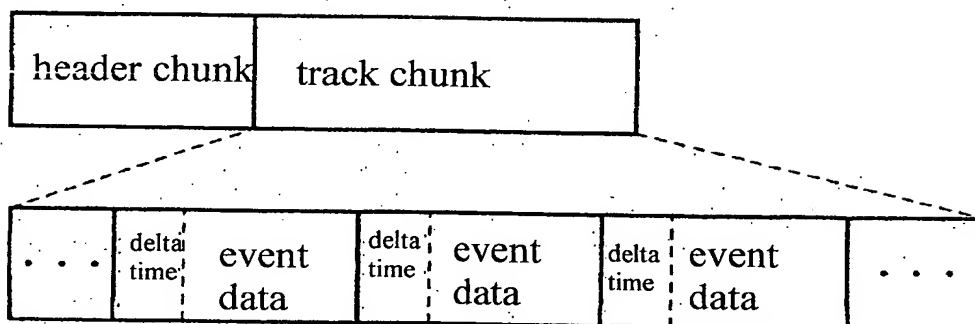 header chunk
track chunk
. . .
delta
time
event
data
delta
time
event
data
delta
time
event
data
. . .